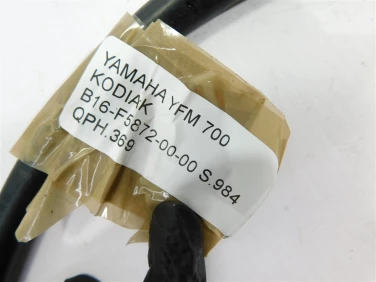 YAMAHA YFM 700
KODIAK
B16-F5872-00-00 S.984
QPH.369